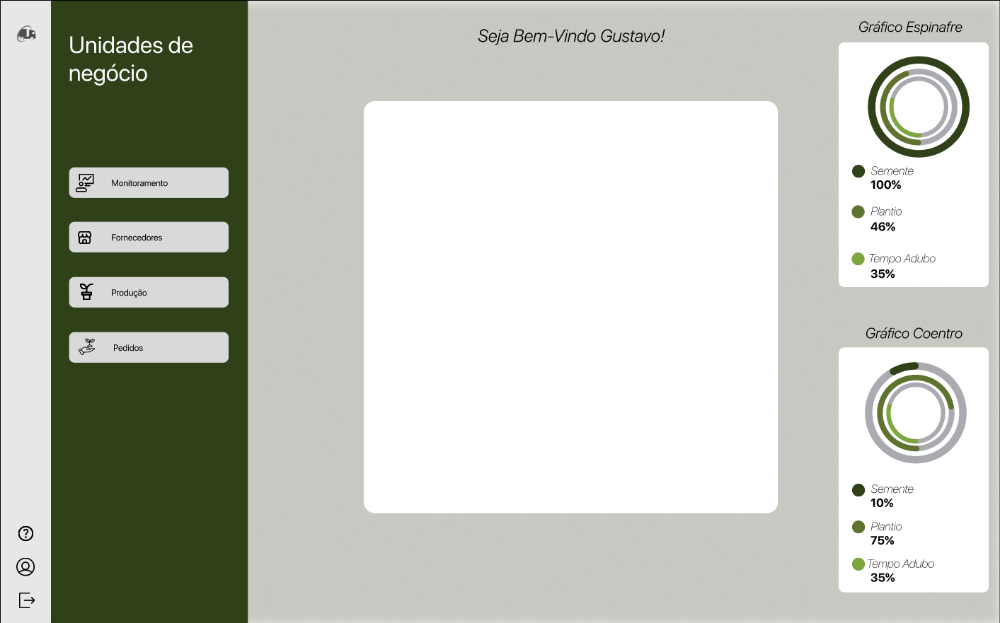 Unidades de
negócio
Monitoramento
Fornecedores
Produção
Pedidos
Seja Bem-Vindo Gustavo!
Gráfico Espinafre
Semente
100%
Plantio
46%
Tempo Adubo
35%
Gráfico Coentro
Semente
10%
Plantio
75%
Tempo Adubo
35%